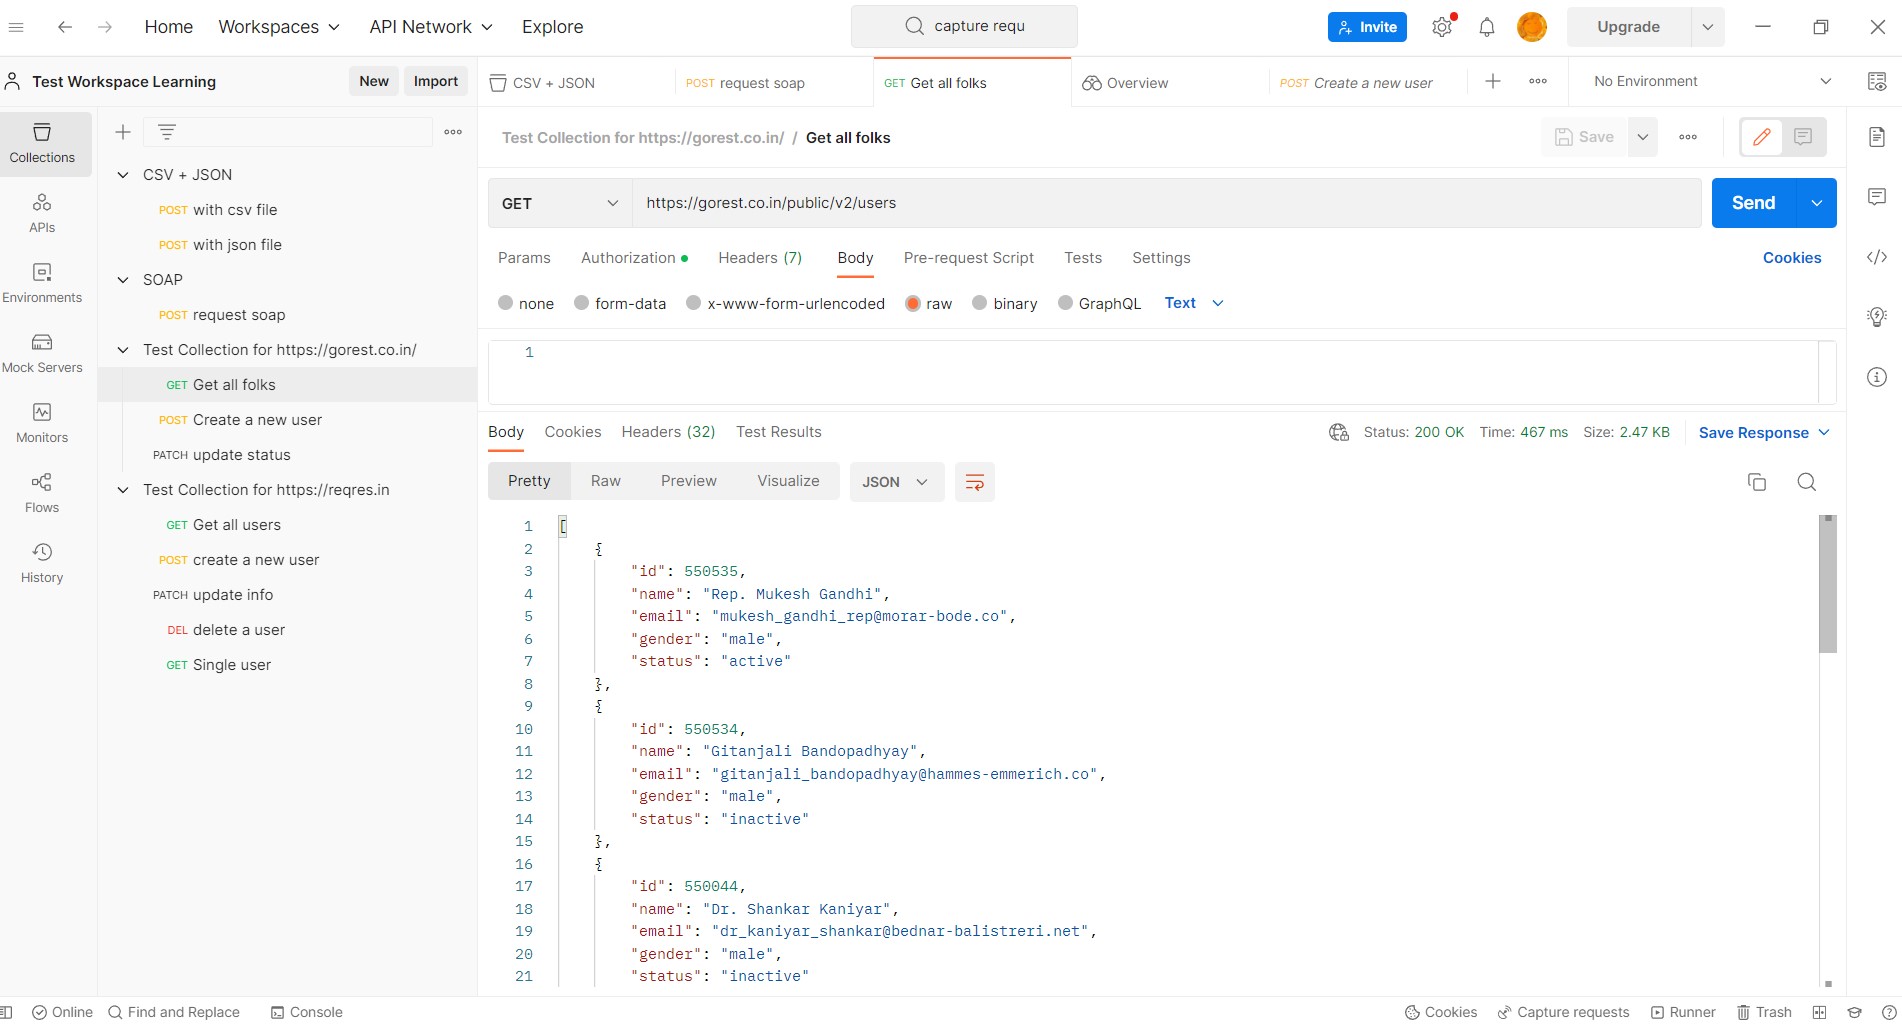 Home Workspaces API Network Explore capture requ Invite Upgrade
Test Workspace Learning New Import CSV + JSON POST request soap GET Get all folks Overview POST Create a new user No Environment
Collections
APIs
Environments
Mock Servers
Monitors
Flows
History
CSV + JSON
POST with csv file
POST with json file
SOAP
POST request soap
Test Collection for https://gorest.co.in/
GET Get all folks
POST Create a new user
PATCH update status
Test Collection for https://reqres.in
GET Get all users
POST create a new user
PATCH update info
DEL delete a user
GET Single user
Test Collection for https://gorest.co.in/ / Get all folks Save
GET https://gorest.co.in/public/v2/users Send
Params Authorization Headers (7) Body Pre-request Script Tests Settings Cookies
none form-data x-www-form-urlencoded raw binary GraphQL Text
1
Body Cookies Headers (32) Test Results Status: 200 OK Time: 467 ms Size: 2.47 KB Save Response
Pretty Raw Preview Visualize JSON
1 [
2 {
3 "id": 550535,
4 "name": "Rep. Mukesh Gandhi",
5 "email": "mukesh_gandhi_rep@morar-bode.co",
6 "gender": "male",
7 "status": "active"
8 },
9 {
10 "id": 550534,
11 "name": "Gitanjali Bandopadhyay",
12 "email": "gitanjali_bandopadhyay@hammes-emmerich.co",
13 "gender": "male",
14 "status": "inactive"
15 },
16 {
17 "id": 550044,
18 "name": "Dr. Shankar Kaniyar",
19 "email": "dr_kaniyar_shankar@bednar-balistreri.net",
20 "gender": "male",
21 "status": "inactive"
Online Find and Replace Console Cookies Capture requests Runner Trash